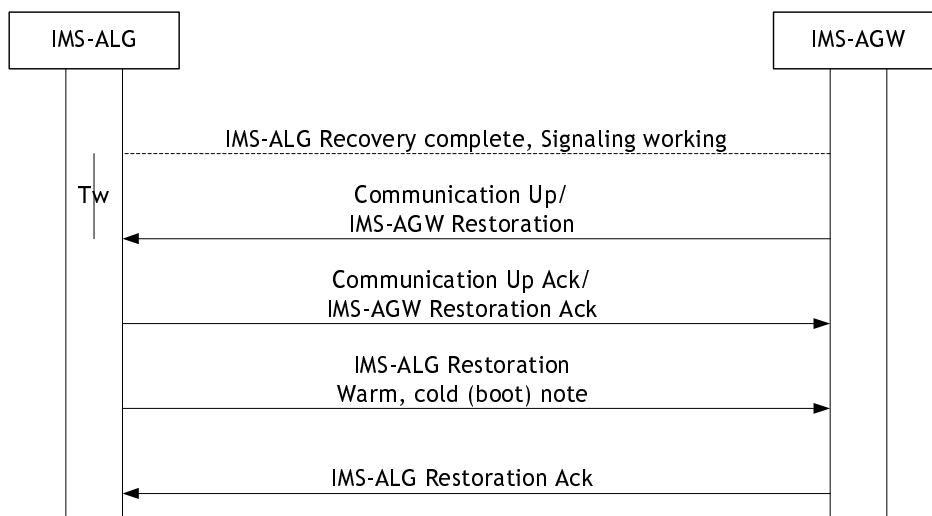 IMS-ALG
IMS-AGW
IMS-ALG Recovery complete, Signaling working
Tw
Communication Up/
IMS-AGW Restoration
Communication Up Ack/
IMS-AGW Restoration Ack
IMS-ALG Restoration
Warm, cold (boot) note
IMS-ALG Restoration Ack